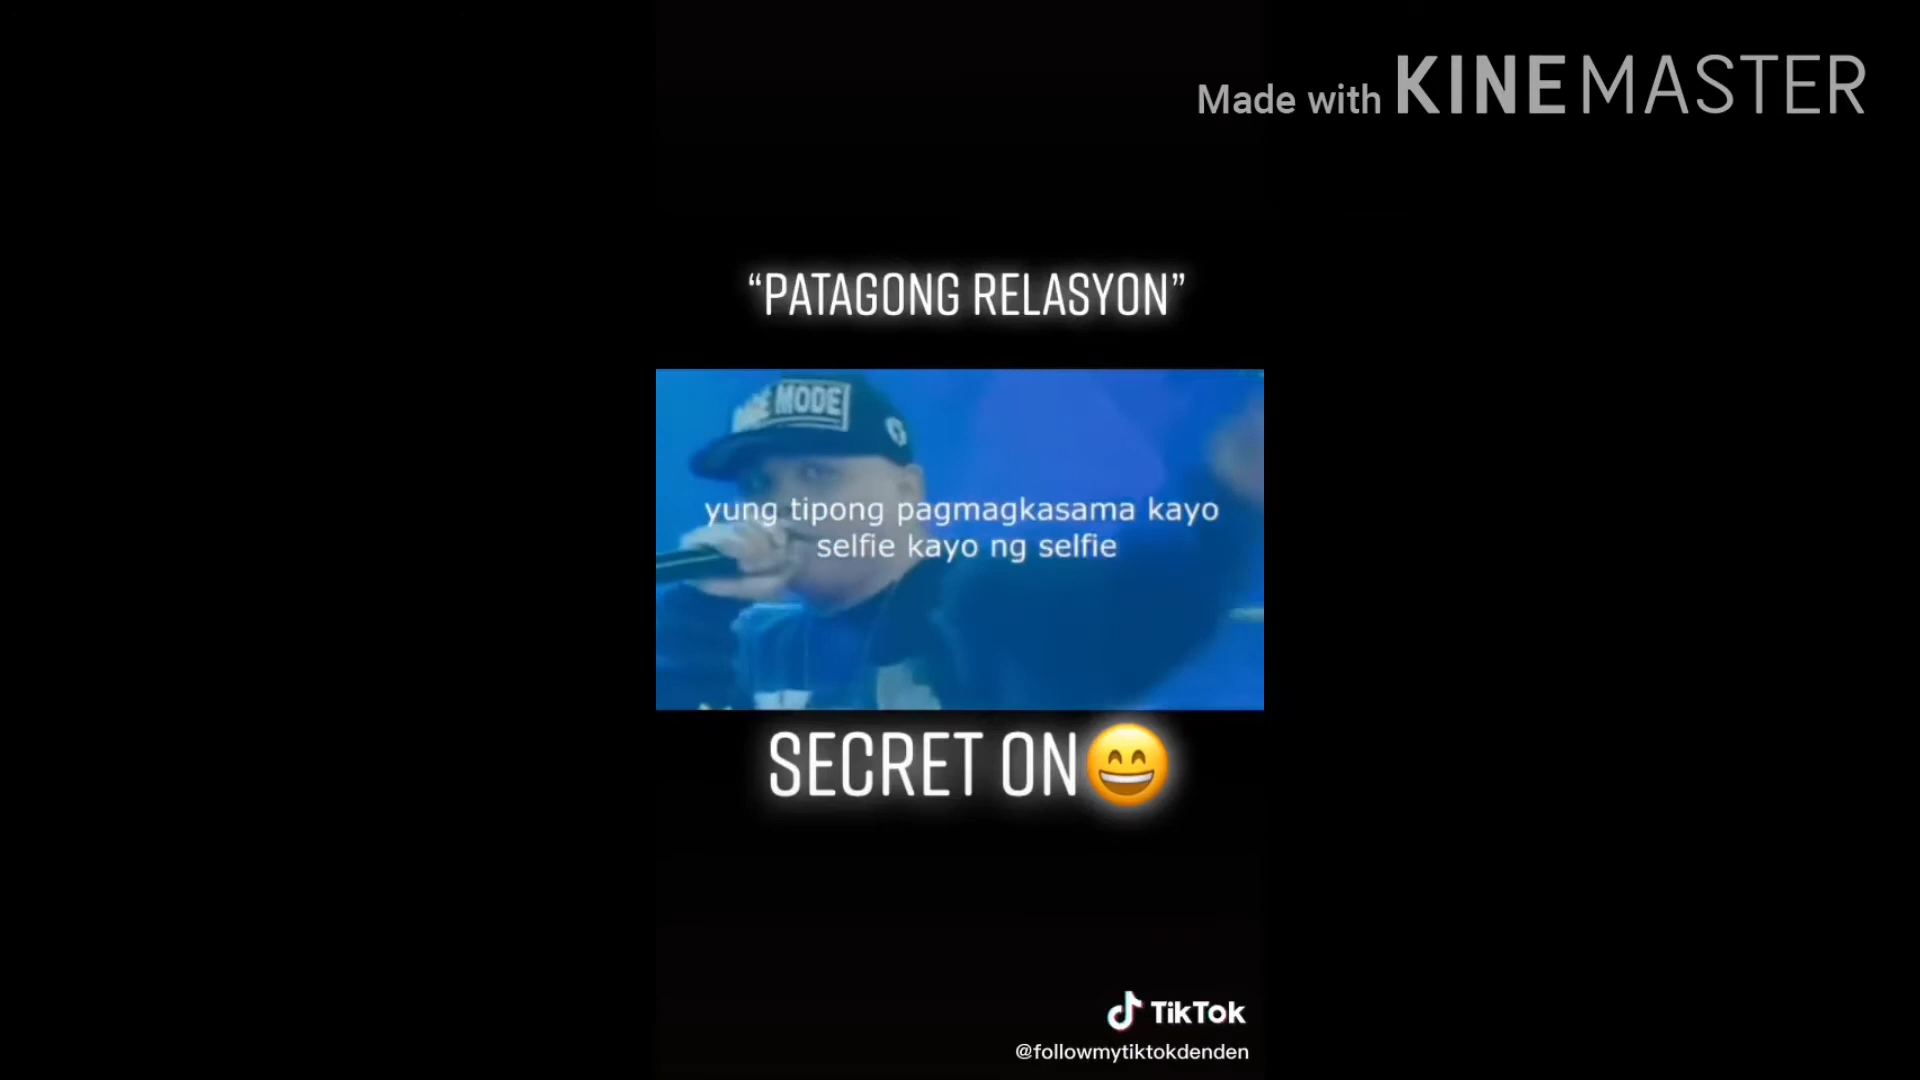 Made with KINEMASTER
“PATAGONG RELASYON”
MODE
yung tipong pagmagkasama kayo
selfie kayo ng selfie
SECRET ON😄
TikTok
@followmytiktokdenden